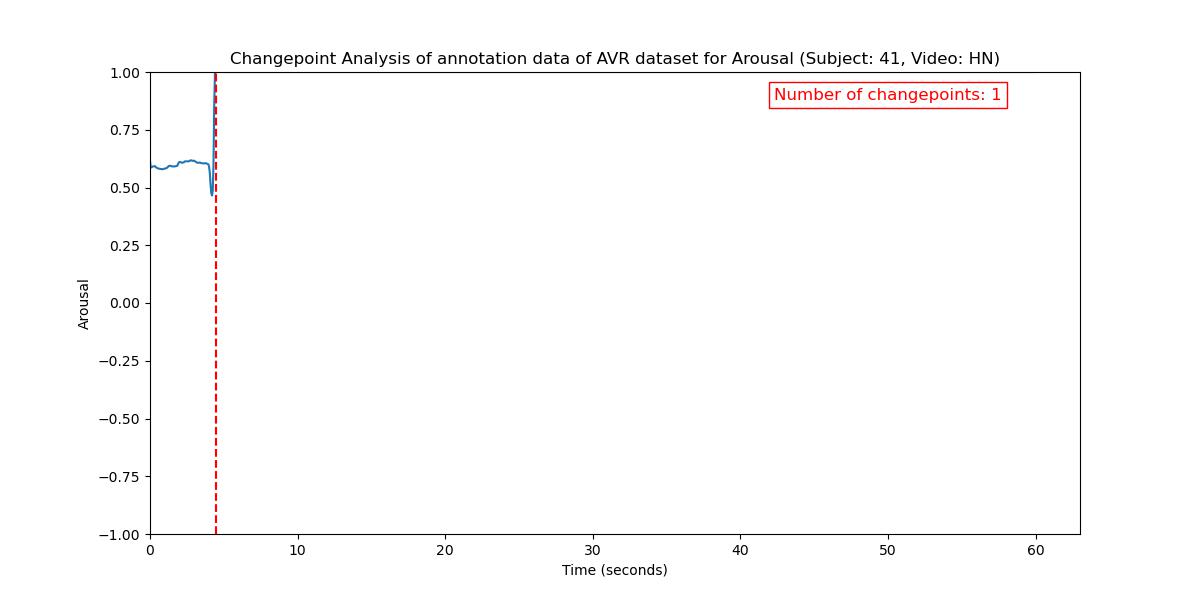 Changepoint Analysis of annotation data of AVR dataset for Arousal (Subject: 41, Video: HN)
Number of changepoints: 1
1.00
0.75
0.50
0.25
0.00
−0.25
−0.50
−0.75
−1.00
Arousal
0 10 20 30 40 50 60
Time (seconds)